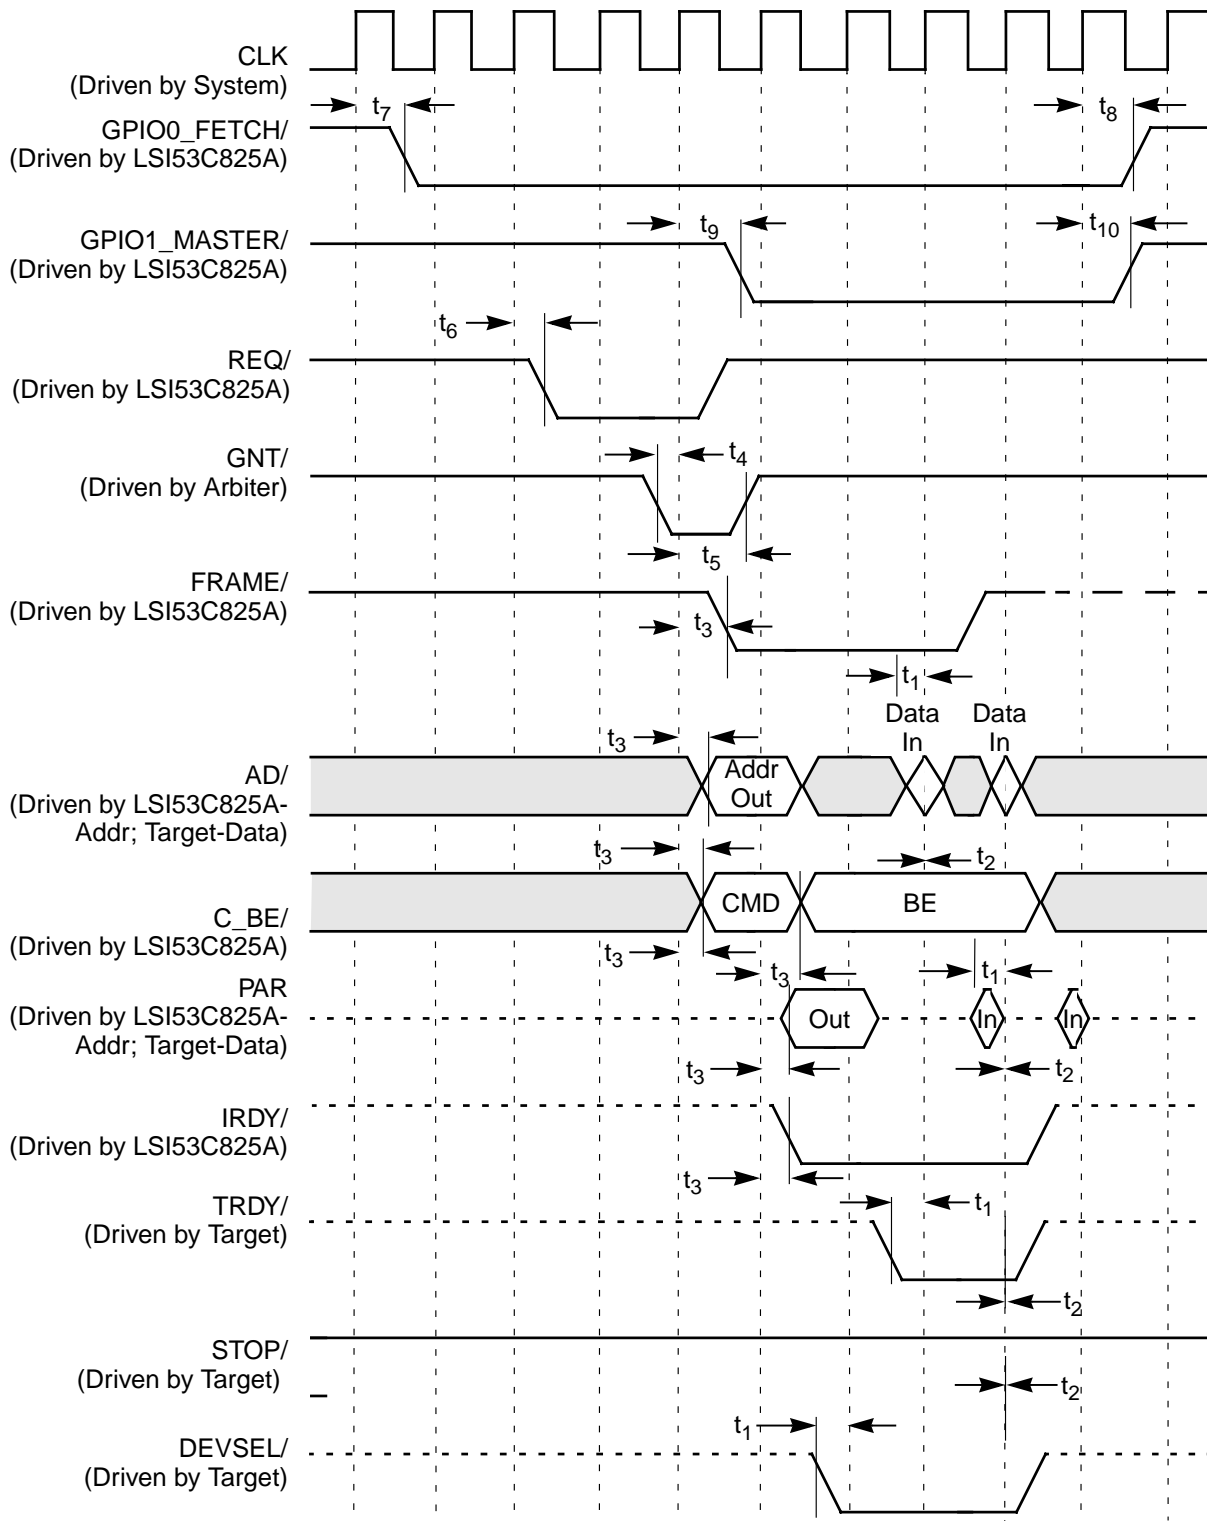 CLK
(Driven by System)
t7
t8
GPIO0_FETCH/
(Driven by LSI53C825A)
t9
t10
GPIO1_MASTER/
(Driven by LSI53C825A)
t6
REQ/
(Driven by LSI53C825A)
GNT/
t4
(Driven by Arbiter)
t5
FRAME/
(Driven by LSI53C825A)
t3
t1
Data
In
Data
In
t3
AD/
(Driven by LSI53C825A-
Addr; Target-Data)
Addr
Out
t3
t2
C_BE/
(Driven by LSI53C825A)
CMD
BE
t3
t3
t1
PAR
(Driven by LSI53C825A-
Addr; Target-Data)
Out
In
In
t3
t2
IRDY/
(Driven by LSI53C825A)
t3
TRDY/
(Driven by Target)
t1
t2
STOP/
(Driven by Target)
t2
t1
DEVSEL/
(Driven by Target)